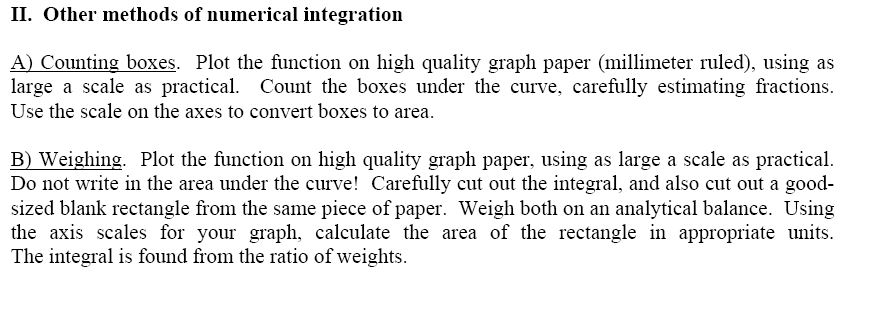 II. Other methods of numerical integration
A) Counting boxes. Plot the function on high quality graph paper (millimeter ruled), using as
large a scale as practical. Count the boxes under the curve, carefully estimating fractions.
Use the scale on the axes to convert boxes to area.
B) Weighing. Plot the function on high quality graph paper, using as large a scale as practical.
Do not write in the area under the curve! Carefully cut out the integral, and also cut out a good-
sized blank rectangle from the same piece of paper. Weigh both on an analytical balance. Using
the axis scales for your graph, calculate the area of the rectangle in appropriate units.
The integral is found from the ratio of weights.